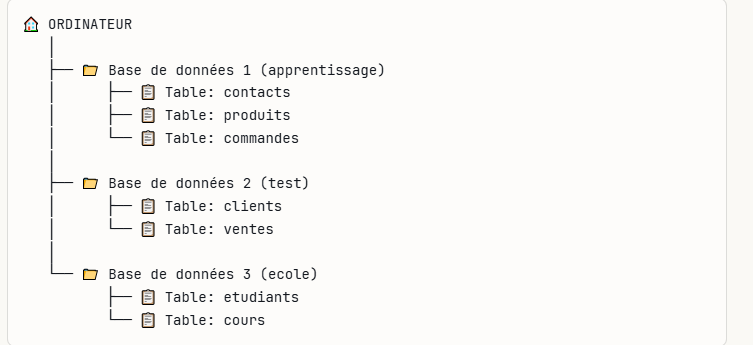 🏠 ORDINATEUR
│
├── 📁 Base de données 1 (apprentissage)
│      ├── 📋 Table: contacts
│      ├── 📋 Table: produits
│      └── 📋 Table: commandes
│
├── 📁 Base de données 2 (test)
│      ├── 📋 Table: clients
│      └── 📋 Table: ventes
│
└── 📁 Base de données 3 (ecole)
       ├── 📋 Table: etudiants
       └── 📋 Table: cours